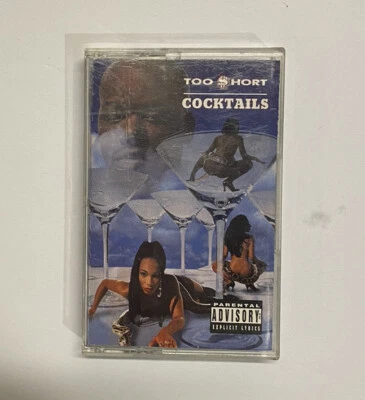 TOO $HORT
COCKTAILS
PARENTAL
ADVISORY
EXPLICIT LYRICS